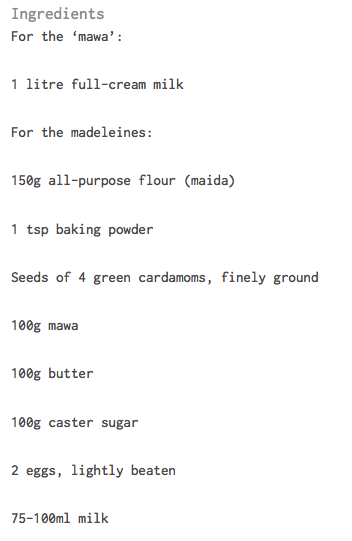 Ingredients
For the ‘mawa’:
1 litre full-cream milk
For the madeleines:
150g all-purpose flour (maida)
1 tsp baking powder
Seeds of 4 green cardamoms, finely ground
100g mawa
100g butter
100g caster sugar
2 eggs, lightly beaten
75-100ml milk